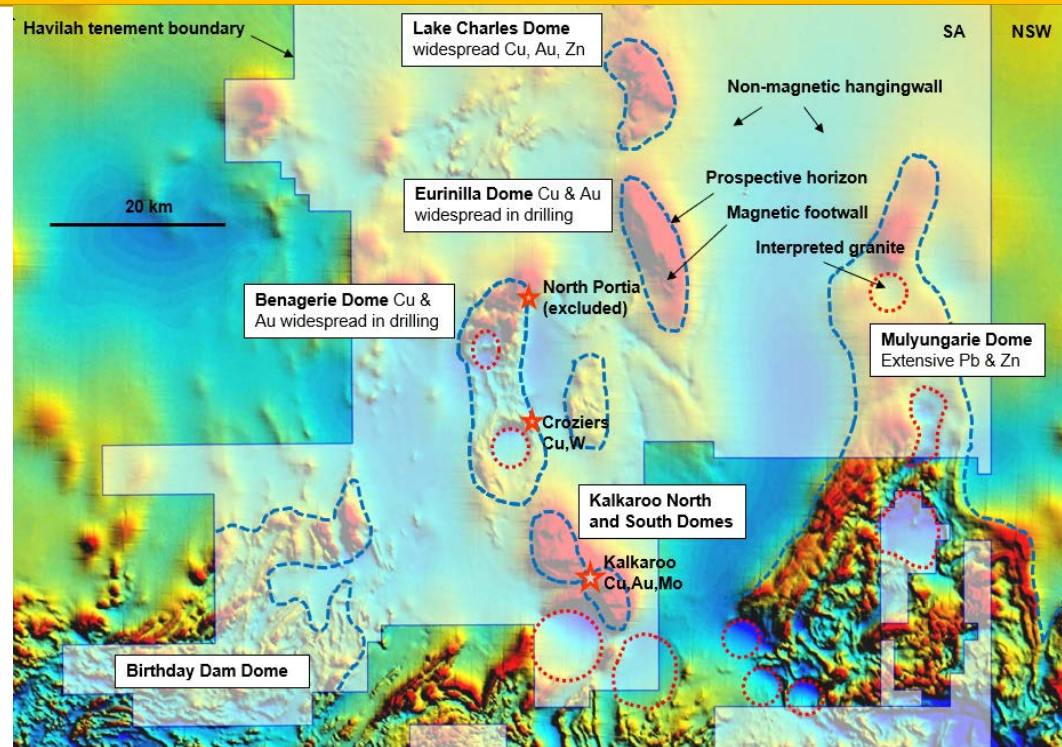 Havilah tenement boundary
Lake Charles Dome
widespread Cu, Au, Zn
SA
NSW
Non-magnetic hangingwall
Eurinilla Dome Cu & Au
widespread in drilling
Prospective horizon
Magnetic footwall
Interpreted granite
20 km
Benagerie Dome Cu &
Au widespread in drilling
North Portia
(excluded)
Mulyungarie Dome
Extensive Pb & Zn
Croziers
Cu,W
Kalkaroo North
and South Domes
Kalkaroo
Cu,Au,Mo
Birthday Dam Dome